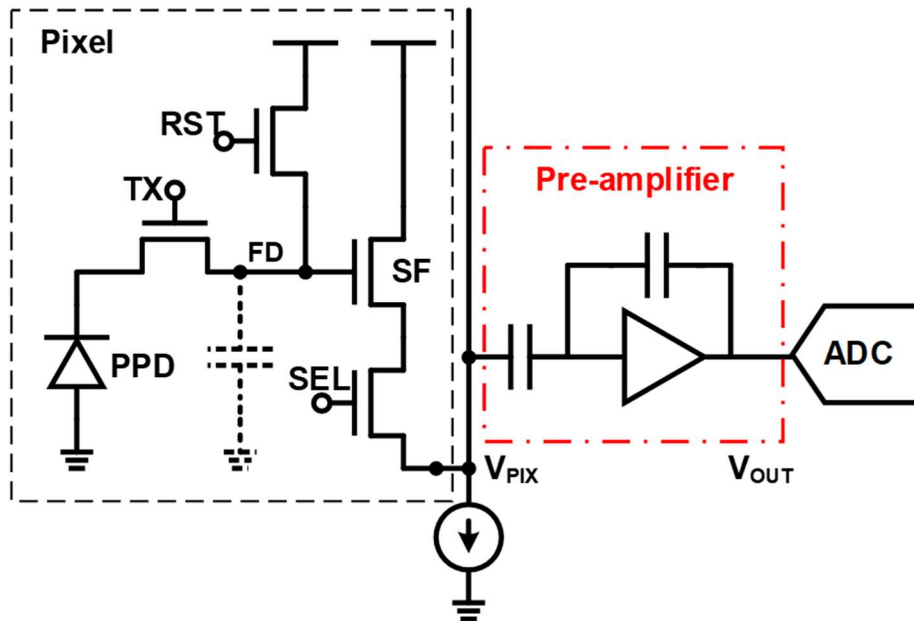 Pixel
RST
TX
FD
SF
PPD
SEL
Pre-amplifier
ADC
VPIX
VOUT